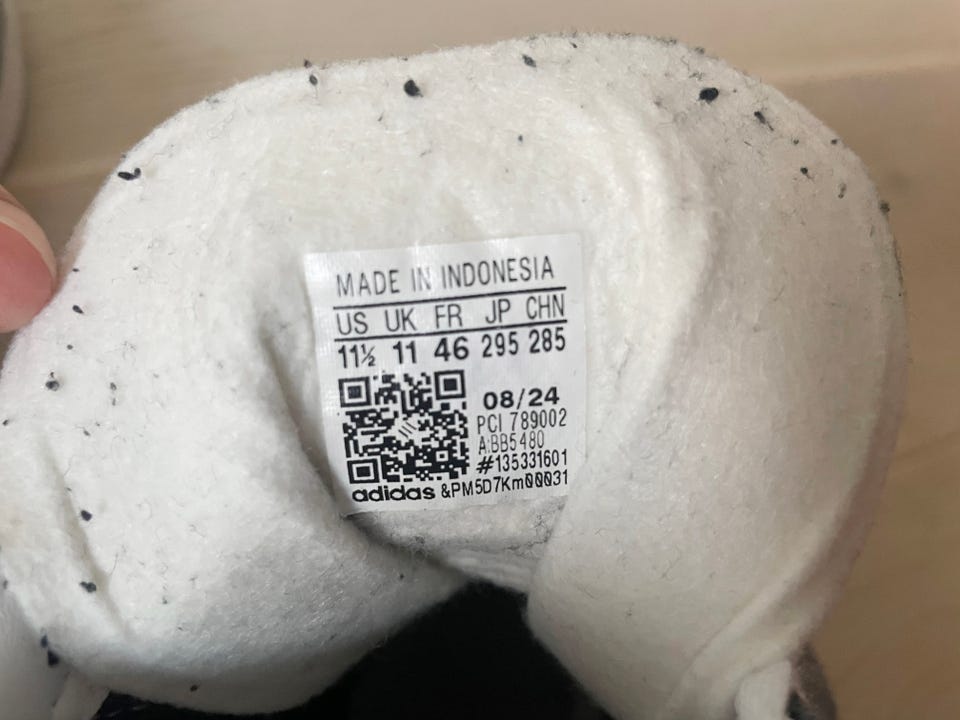 MADE IN INDONESIA
US UK FR JP CHN
11½ 11 46 295 285
08/24
PCI 789002
A:BB5480
#135331601
adidas &PM5D7Km00031